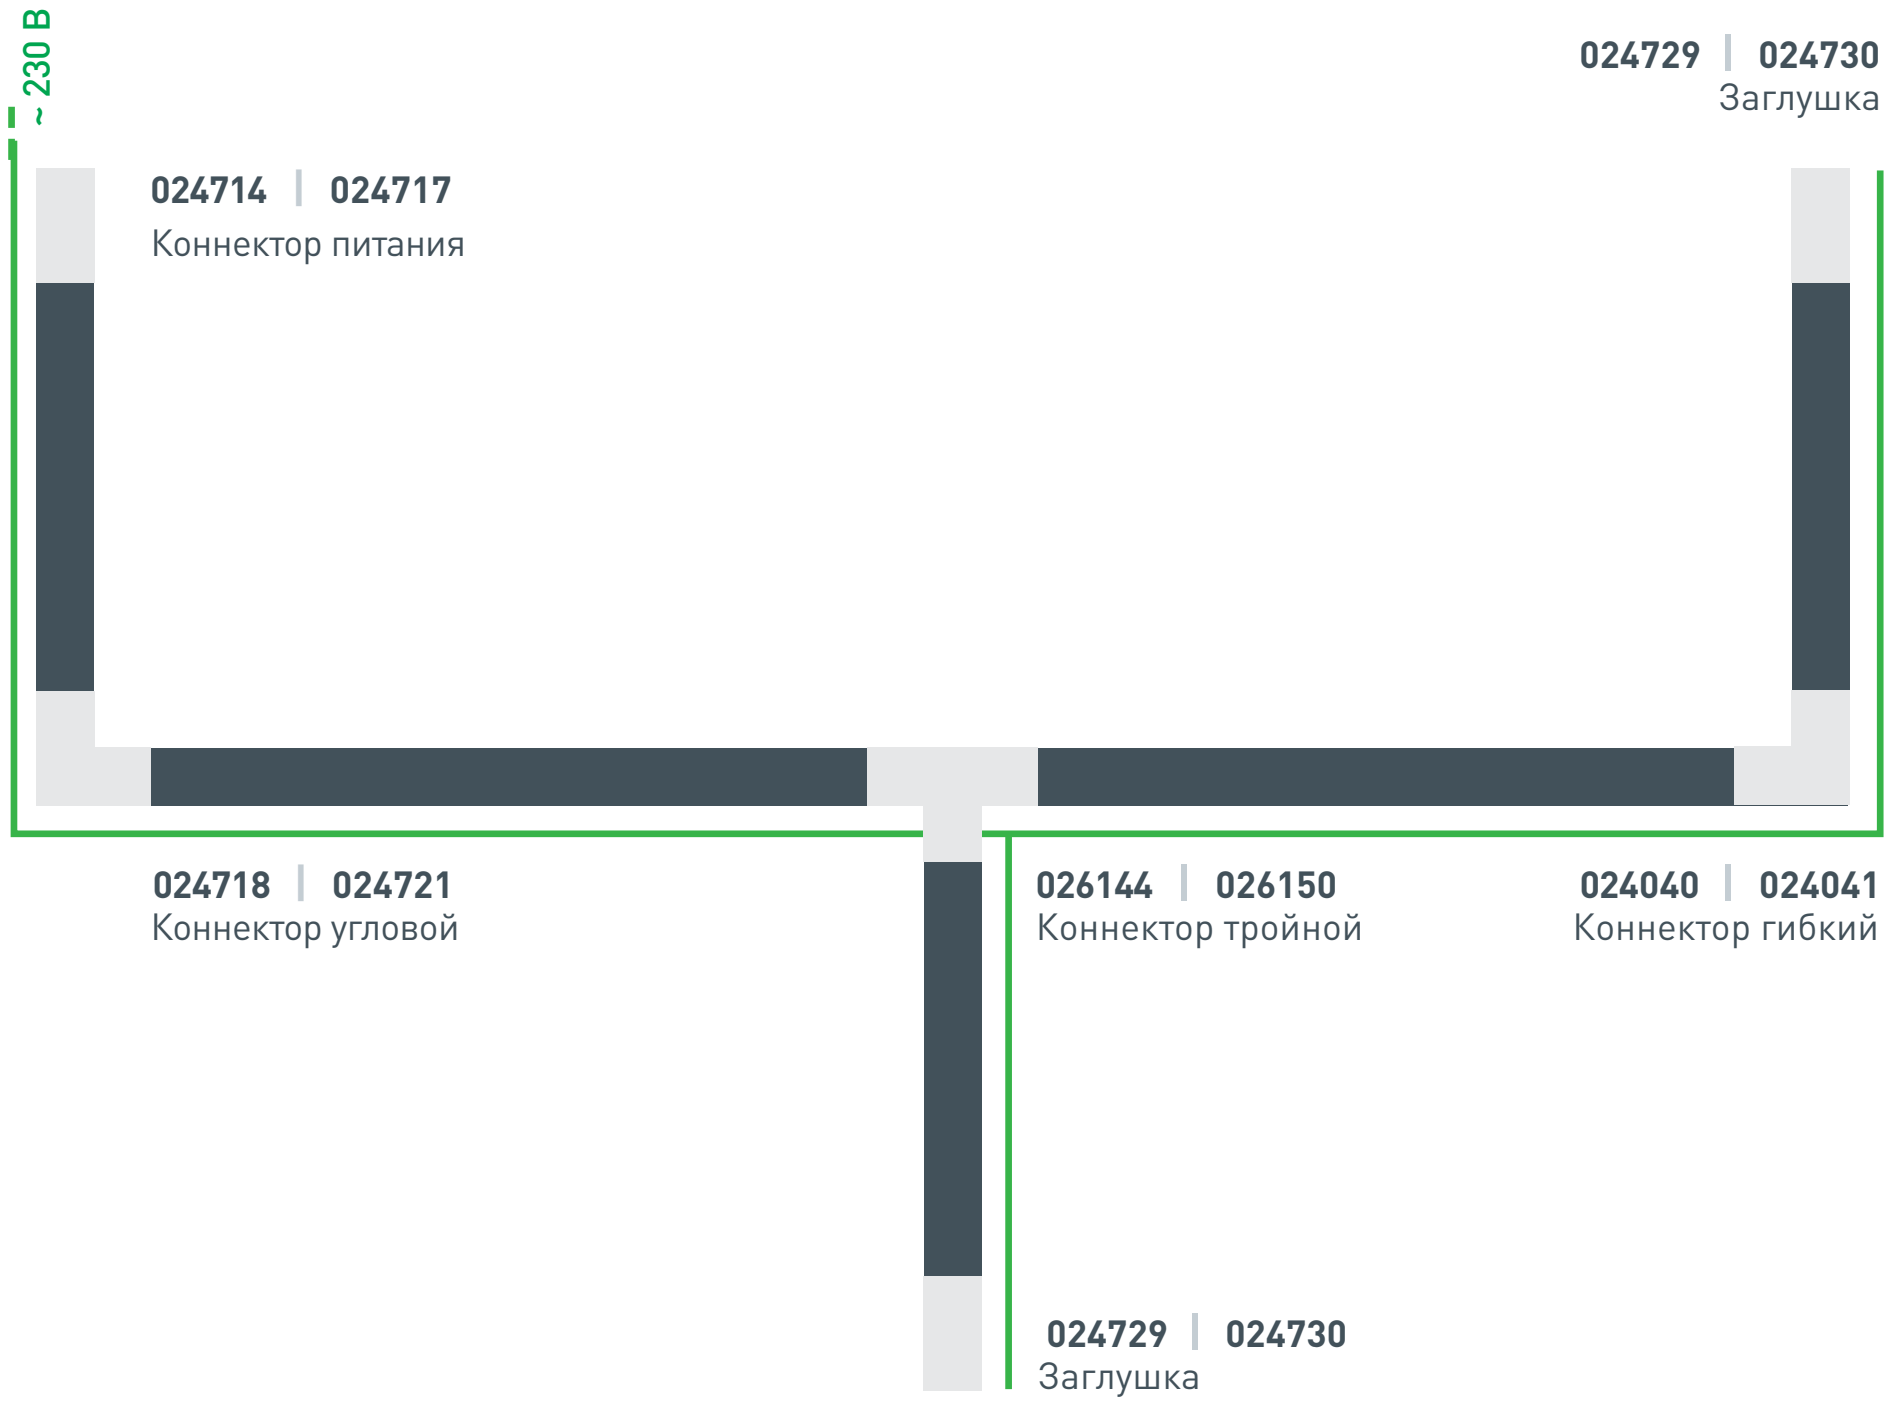 ~ 230 В
024729 | 024730
Заглушка
024714 | 024717
Коннектор питания
024718 | 024721
Коннектор угловой
026144 | 026150
Коннектор тройной
024040 | 024041
Коннектор гибкий
024729 | 024730
Заглушка